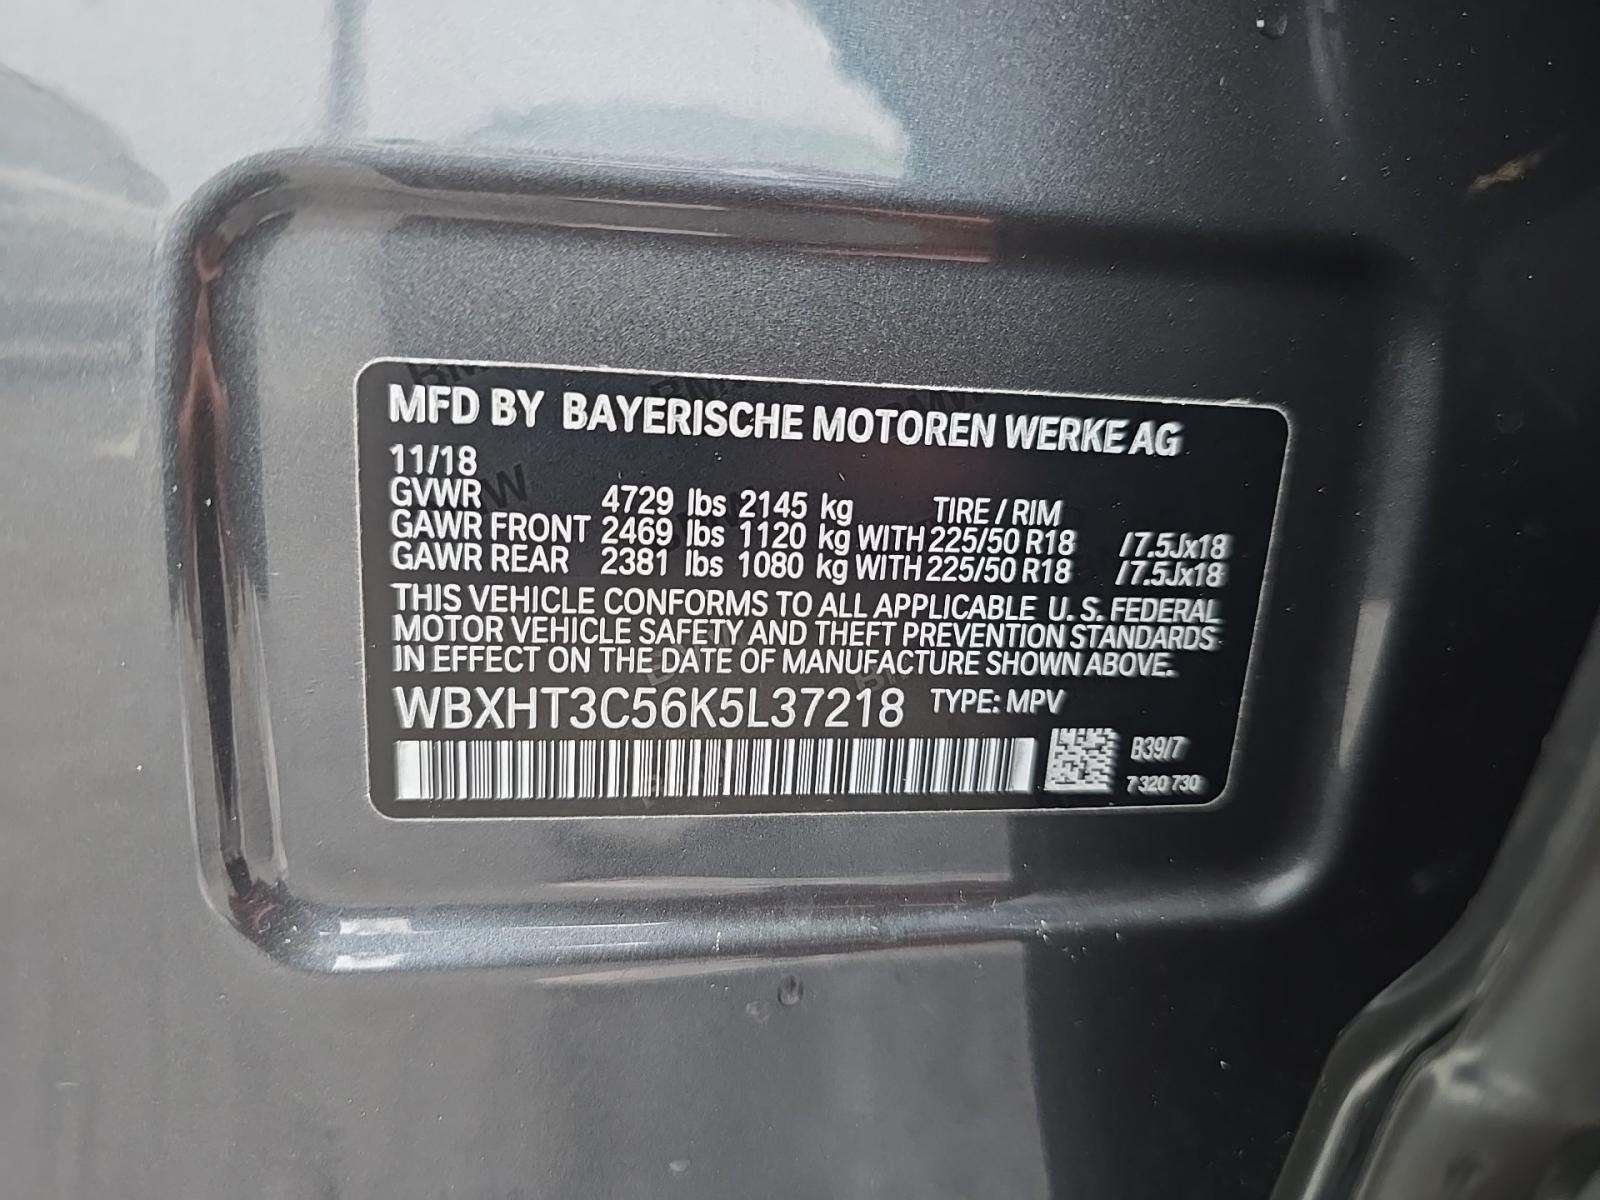 MFD BY BAYERISCHE MOTOREN WERKE AG
11/18
GVWR 4729 lbs 2145 kg TIRE / RIM
GAWR FRONT 2469 lbs 1120 kg WITH 225/50 R18 /7.5Jx18
GAWR REAR 2381 lbs 1080 kg WITH 225/50 R18 /7.5Jx18
THIS VEHICLE CONFORMS TO ALL APPLICABLE U. S. FEDERAL
MOTOR VEHICLE SAFETY AND THEFT PREVENTION STANDARDS
IN EFFECT ON THE DATE OF MANUFACTURE SHOWN ABOVE.
WBXHT3C56K5L37218 TYPE: MPV
B39/7
7 320 730